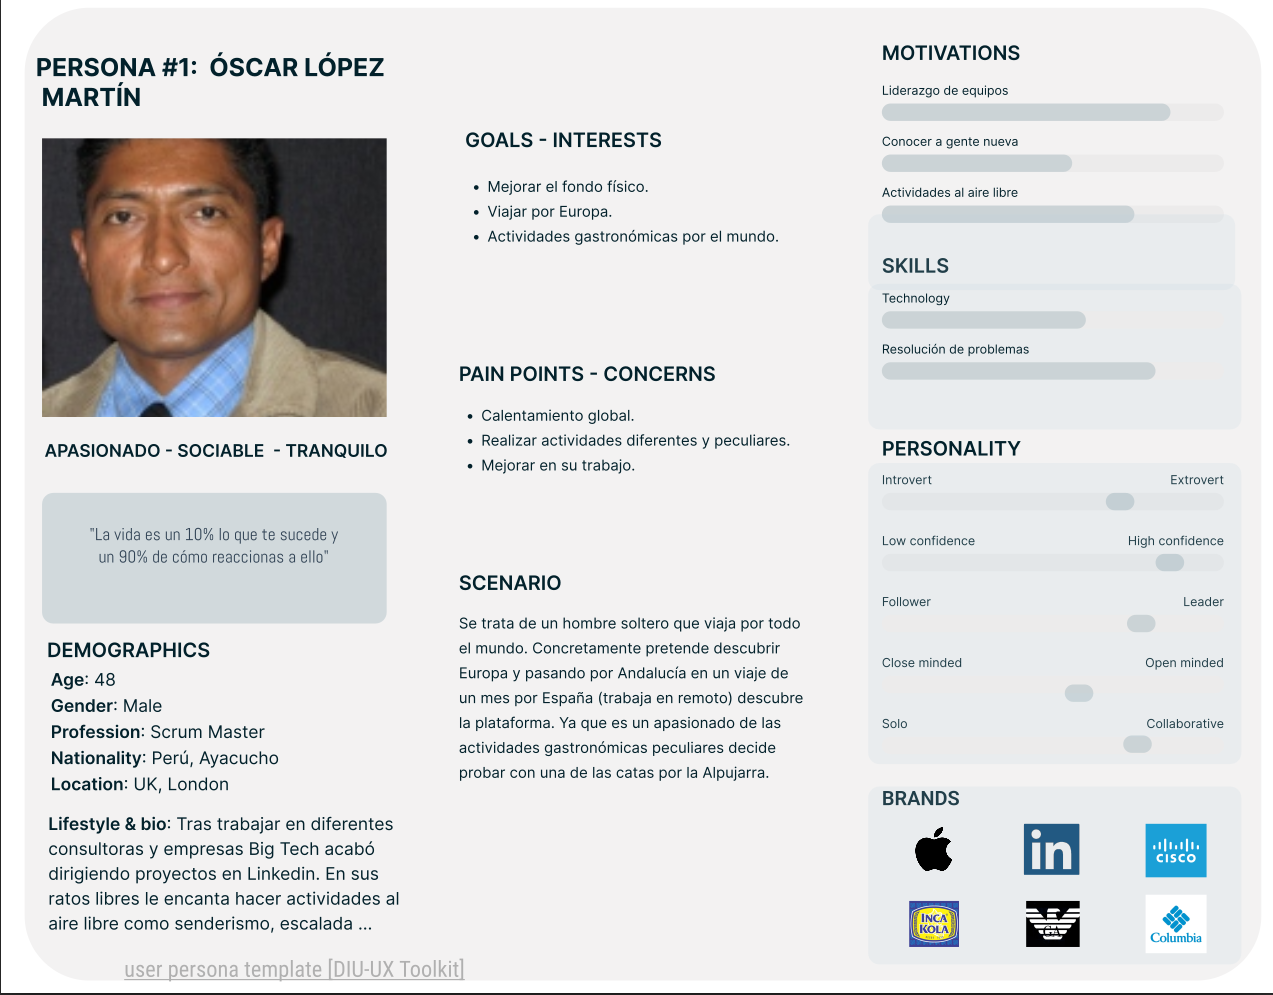 PERSONA #1: ÓSCAR LÓPEZ
MARTÍN
APASIONADO - SOCIABLE - TRANQUILO
"La vida es un 10% lo que te sucede y
un 90% de cómo reaccionas a ello"
DEMOGRAPHICS
Age: 48
Gender: Male
Profession: Scrum Master
Nationality: Perú, Ayacucho
Location: UK, London
Lifestyle & bio: Tras trabajar en diferentes
consultoras y empresas Big Tech acabó
dirigiendo proyectos en Linkedin. En sus
ratos libres le encanta hacer actividades al
aire libre como senderismo, escalada ...
user persona template [DIU-UX Toolkit]
GOALS - INTERESTS
• Mejorar el fondo físico.
• Viajar por Europa.
• Actividades gastronómicas por el mundo.
PAIN POINTS - CONCERNS
• Calentamiento global.
• Realizar actividades diferentes y peculiares.
• Mejorar en su trabajo.
SCENARIO
Se trata de un hombre soltero que viaja por todo
el mundo. Concretamente pretende descubrir
Europa y pasando por Andalucía en un viaje de
un mes por España (trabaja en remoto) descubre
la plataforma. Ya que es un apasionado de las
actividades gastronómicas peculiares decide
probar con una de las catas por la Alpujarra.
MOTIVATIONS
Liderazgo de equipos
Conocer a gente nueva
Actividades al aire libre
SKILLS
Technology
Resolución de problemas
PERSONALITY
Introvert Extrovert
Low confidence High confidence
Follower Leader
Close minded Open minded
Solo Collaborative
BRANDS
in
CISCO
INCA
KOLA
GA
Columbia